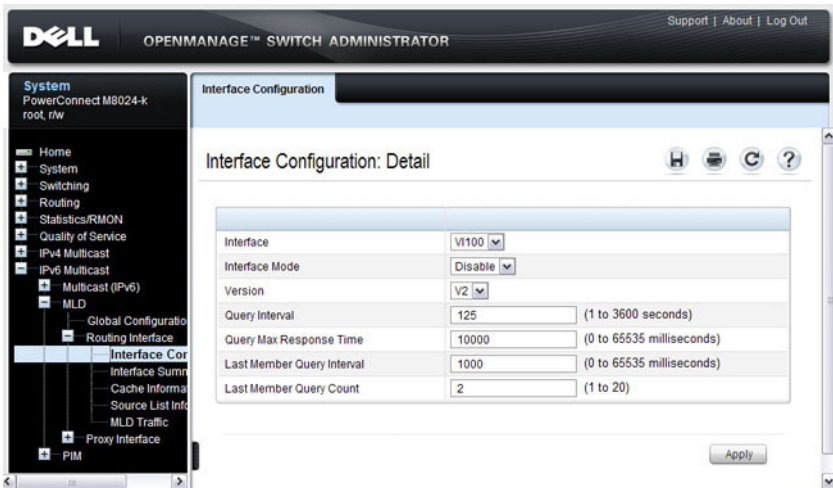 Support | About | Log Out
DELL OPENMANAGE™ SWITCH ADMINISTRATOR
System
PowerConnect M8024-k
root, r/w
Home
System
Switching
Routing
Statistics/RMON
Quality of Service
IPv4 Multicast
IPv6 Multicast
Multicast (IPv6)
MLD
Global Configuratio
Routing Interface
Interface Cor
Interface Summ
Cache Informa
Source List Info
MLD Traffic
Proxy Interface
PIM
Interface Configuration
Interface Configuration: Detail
Interface Vl100
Interface Mode Disable
Version V2
Query Interval 125 (1 to 3600 seconds)
Query Max Response Time 10000 (0 to 65535 milliseconds)
Last Member Query Interval 1000 (0 to 65535 milliseconds)
Last Member Query Count 2 (1 to 20)
Apply